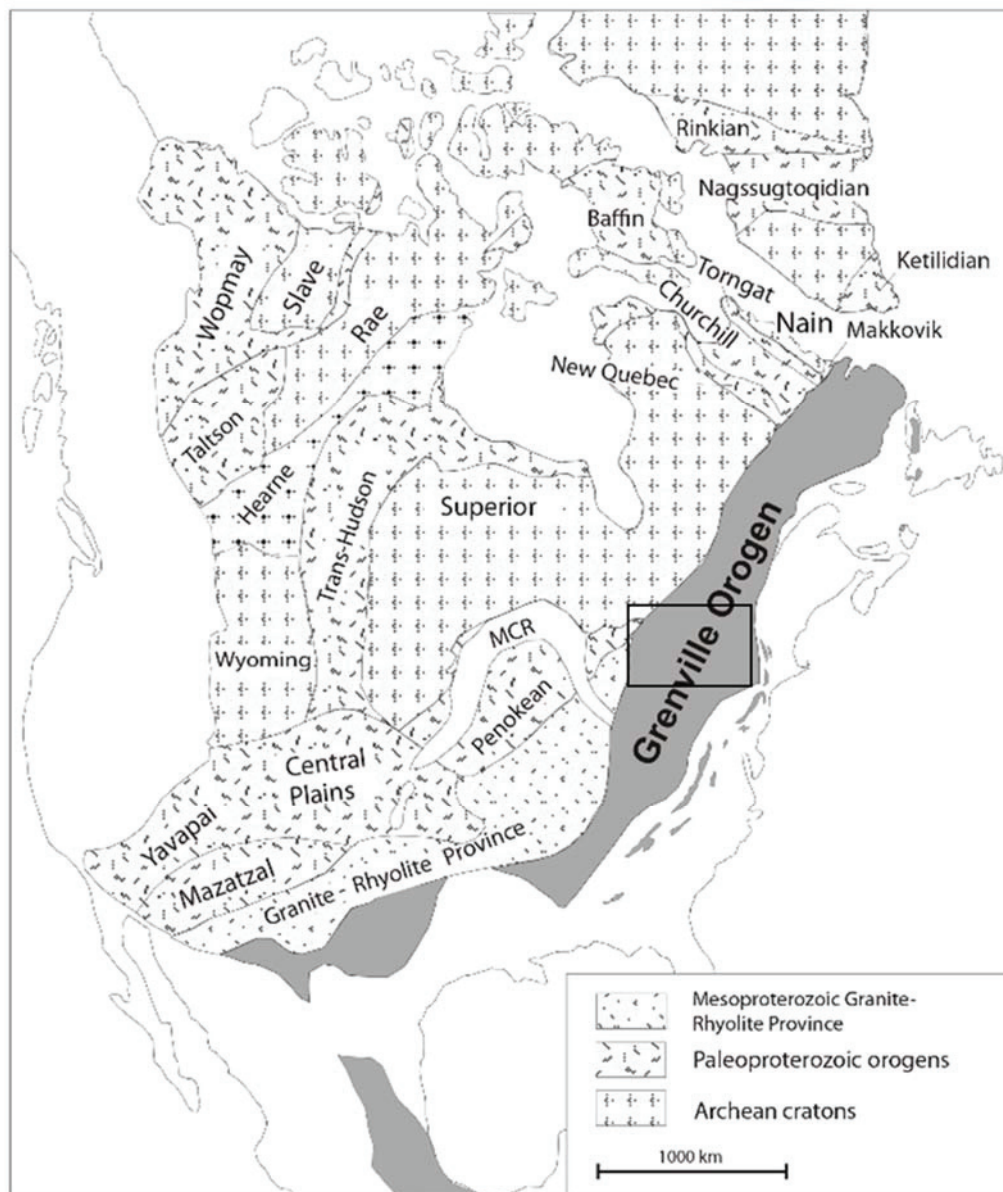 Rinkian
Nagssugtoqidian
Baffin
Ketilidian
Torngat
Slave
Wopmay
Churchill
Nain
Rae
Makkovik
New Quebec
Taltson
Hearne
Trans-Hudson
Superior
Grenville Orogen
MCR
Wyoming
Penokean
Central
Plains
Yavapai
Mazatzal
Granite - Rhyolite Province
Mesoproterozoic Granite-
Rhyolite Province
Paleoproterozoic orogens
Archean cratons
1000 km